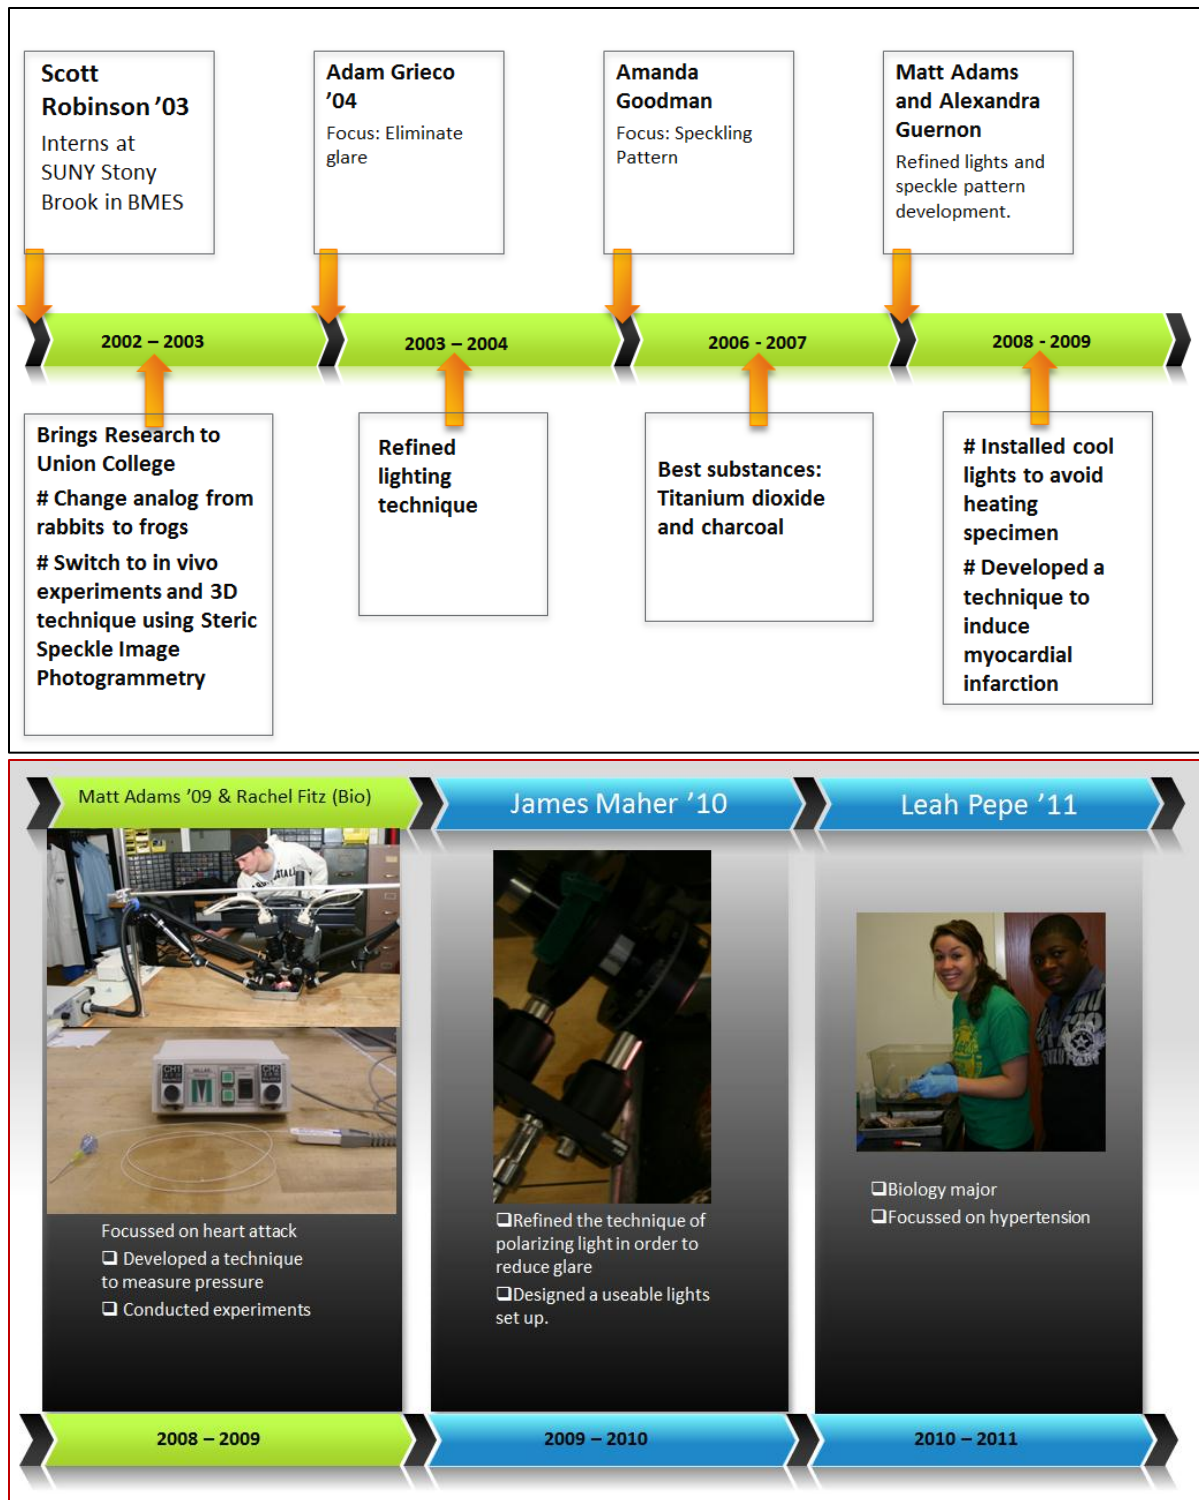 Scott
Robinson ’03
Interns at
SUNY Stony
Brook in BMES
Adam Grieco
’04
Focus: Eliminate
glare
Amanda
Goodman
Focus: Speckling
Pattern
Matt Adams
and Alexandra
Guernon
Refined lights and
speckle pattern
development.
2002 – 2003
2003 – 2004
2006 - 2007
2008 - 2009
Brings Research to
Union College
# Change analog from
rabbits to frogs
# Switch to in vivo
experiments and 3D
technique using Steric
Speckle Image
Photogrammetry
Refined
lighting
technique
Best substances:
Titanium dioxide
and charcoal
# Installed cool
lights to avoid
heating
specimen
# Developed a
technique to
induce
myocardial
infarction
Matt Adams ’09 & Rachel Fitz (Bio)
James Maher ’10
Leah Pepe ’11
CH1
CH2
Focussed on heart attack
❑ Developed a technique
to measure pressure
❑ Conducted experiments
❑Refined the technique of
polarizing light in order to
reduce glare
❑Designed a useable lights
set up.
❑Biology major
❑Focussed on hypertension
2008 – 2009
2009 – 2010
2010 – 2011